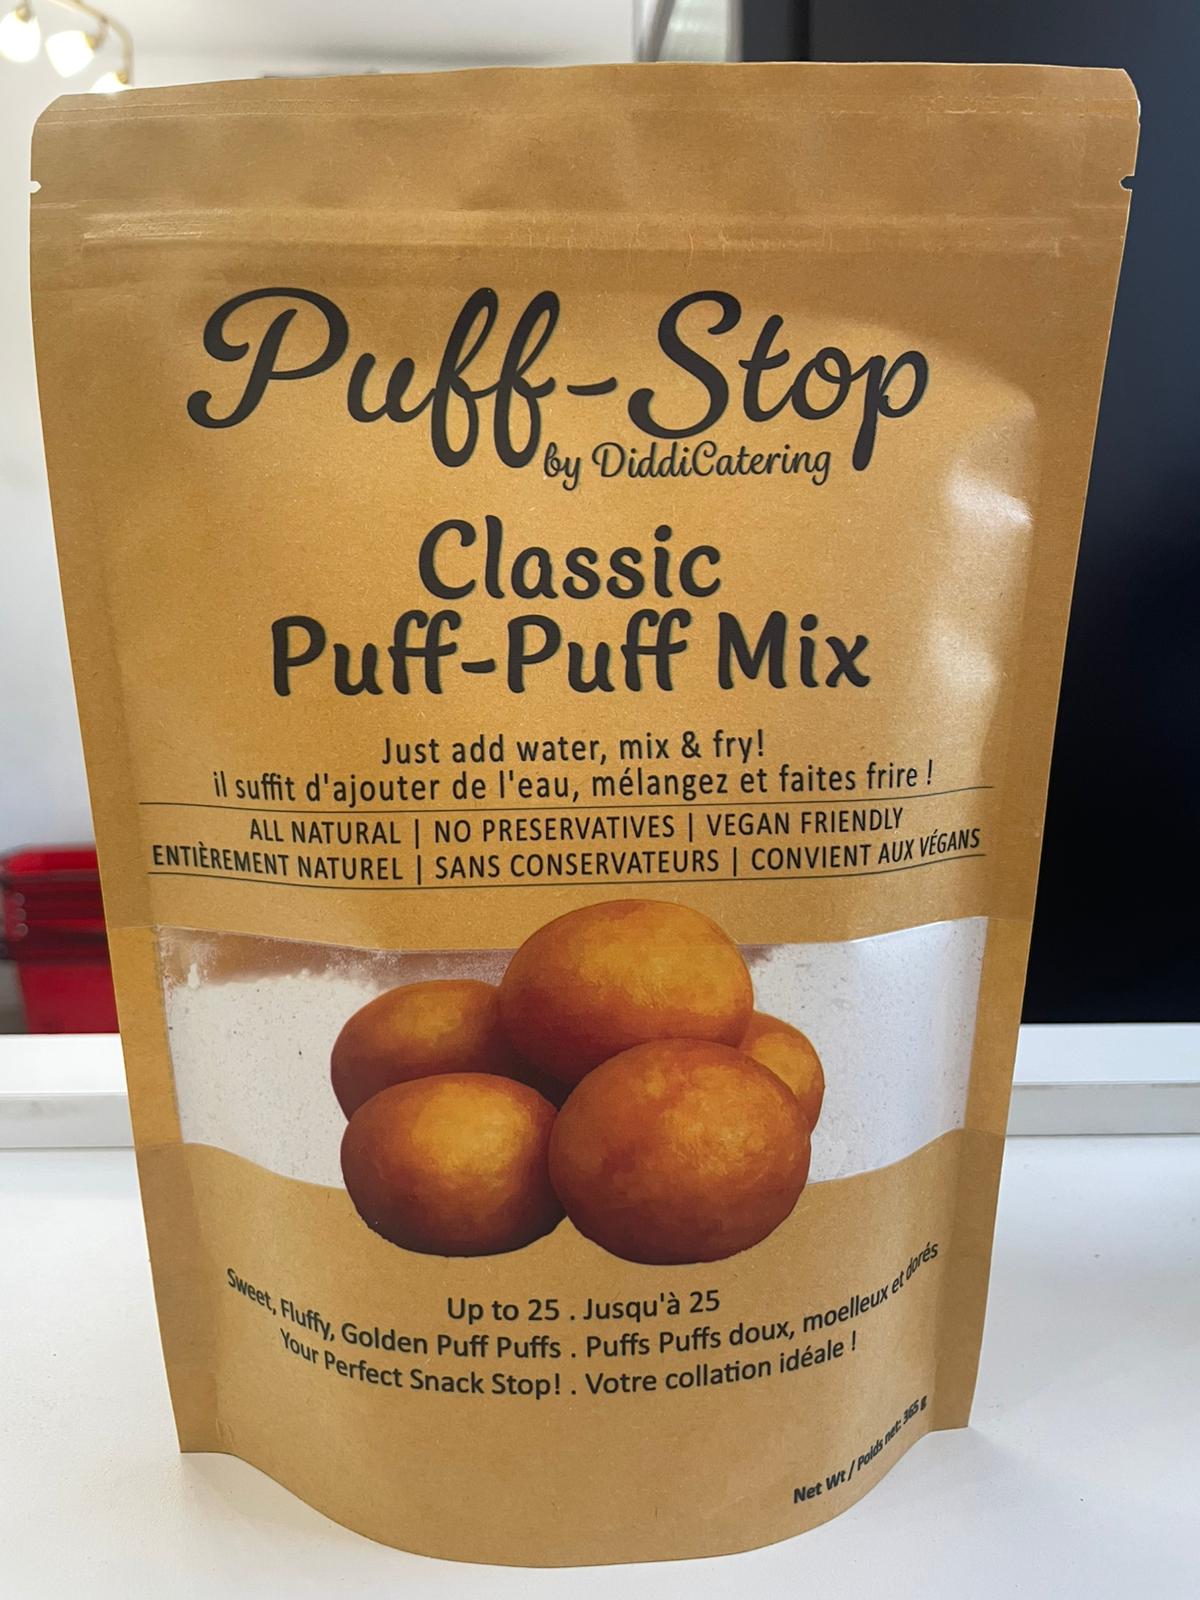 Puff-Stop
by DiddiCatering
Classic
Puff-Puff Mix
Just add water, mix & fry!
il suffit d'ajouter de l'eau, mélangez et faites frire !
ALL NATURAL | NO PRESERVATIVES | VEGAN FRIENDLY
ENTIÈREMENT NATUREL | SANS CONSERVATEURS | CONVIENT AUX VÉGANS
Up to 25 . Jusqu'à 25
Sweet, Fluffy, Golden Puff Puffs . Puffs Puffs doux, moelleux et dorés
Your Perfect Snack Stop! . Votre collation idéale !
Net Wt / Poids net: 365 g